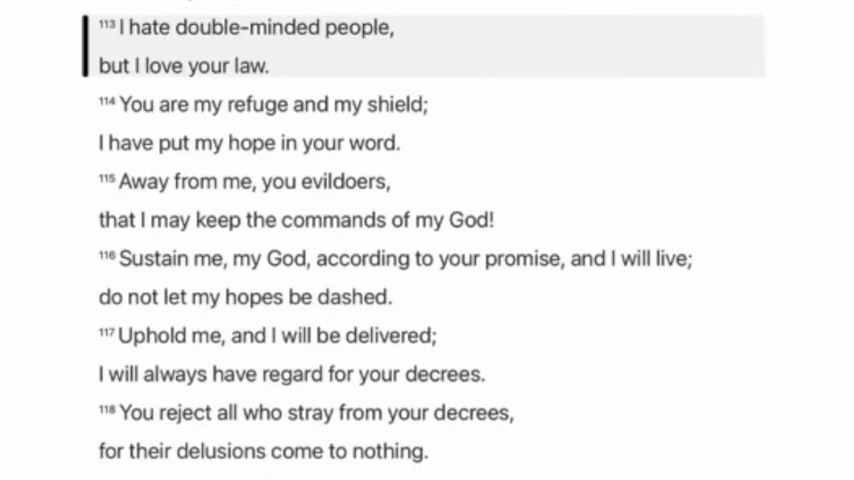 113 I hate double-minded people,
but I love your law.
114 You are my refuge and my shield;
I have put my hope in your word.
115 Away from me, you evildoers,
that I may keep the commands of my God!
116 Sustain me, my God, according to your promise, and I will live;
do not let my hopes be dashed.
117 Uphold me, and I will be delivered;
I will always have regard for your decrees.
118 You reject all who stray from your decrees,
for their delusions come to nothing.